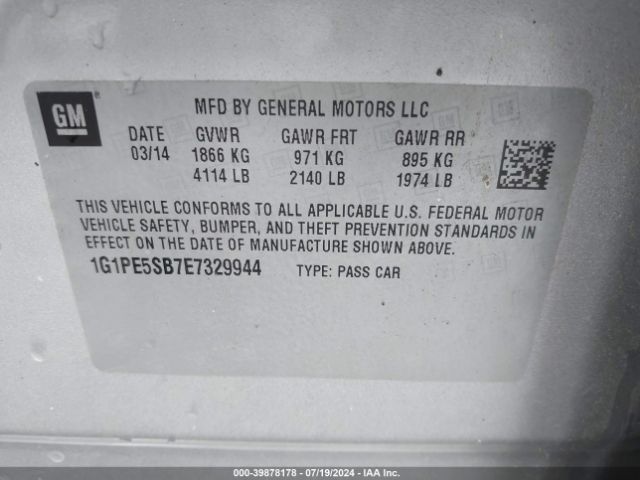 GM
MFD BY GENERAL MOTORS LLC
DATE GVWR GAWR FRT GAWR RR
03/14 1866 KG 971 KG 895 KG
4114 LB 2140 LB 1974 LB
THIS VEHICLE CONFORMS TO ALL APPLICABLE U.S. FEDERAL MOTOR
VEHICLE SAFETY, BUMPER, AND THEFT PREVENTION STANDARDS IN
EFFECT ON THE DATE OF MANUFACTURE SHOWN ABOVE.
1G1PE5SB7E7329944 TYPE: PASS CAR
000-39878178 - 07/19/2024 - IAA Inc.